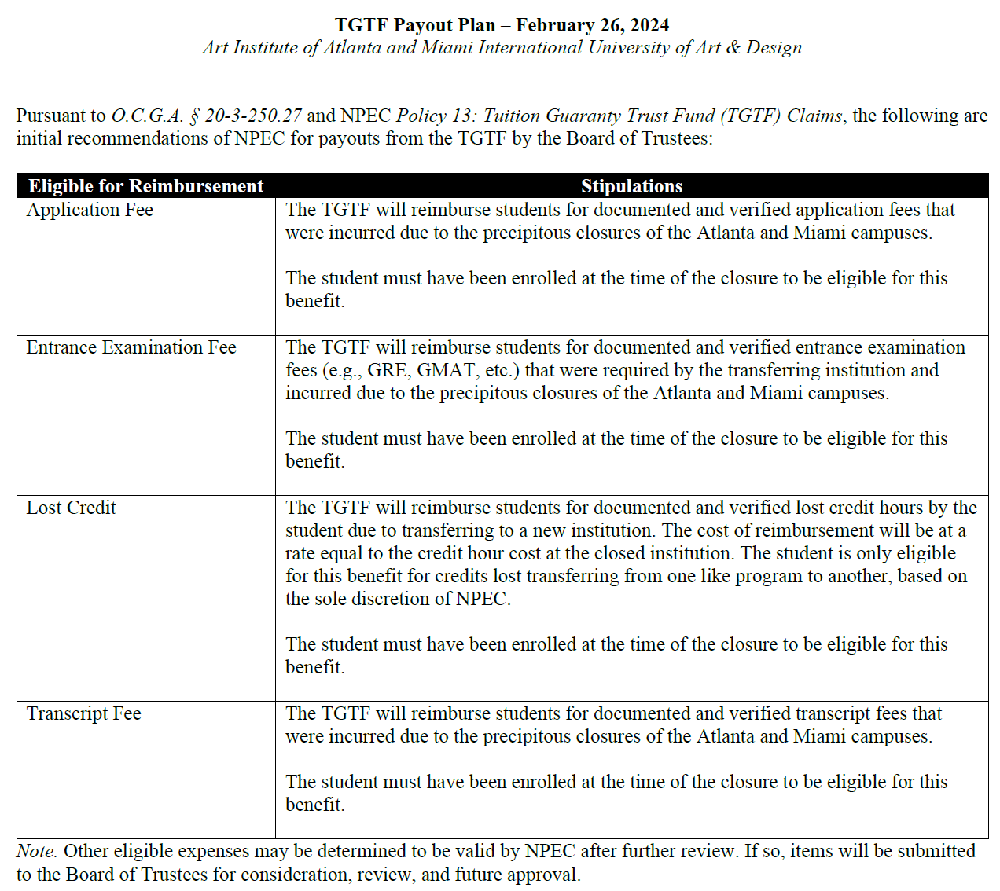 TGTF Payout Plan – February 26, 2024
Art Institute of Atlanta and Miami International University of Art & Design
Pursuant to O.C.G.A. § 20-3-250.27 and NPEC Policy 13: Tuition Guaranty Trust Fund (TGTF) Claims, the following are
initial recommendations of NPEC for payouts from the TGTF by the Board of Trustees:
Eligible for Reimbursement
Stipulations
Application Fee
The TGTF will reimburse students for documented and verified application fees that
were incurred due to the precipitous closures of the Atlanta and Miami campuses.
The student must have been enrolled at the time of the closure to be eligible for this
benefit.
Entrance Examination Fee
The TGTF will reimburse students for documented and verified entrance examination
fees (e.g., GRE, GMAT, etc.) that were required by the transferring institution and
incurred due to the precipitous closures of the Atlanta and Miami campuses.
The student must have been enrolled at the time of the closure to be eligible for this
benefit.
Lost Credit
The TGTF will reimburse students for documented and verified lost credit hours by the
student due to transferring to a new institution. The cost of reimbursement will be at a
rate equal to the credit hour cost at the closed institution. The student is only eligible
for this benefit for credits lost transferring from one like program to another, based on
the sole discretion of NPEC.
The student must have been enrolled at the time of the closure to be eligible for this
benefit.
Transcript Fee
The TGTF will reimburse students for documented and verified transcript fees that
were incurred due to the precipitous closures of the Atlanta and Miami campuses.
The student must have been enrolled at the time of the closure to be eligible for this
benefit.
Note. Other eligible expenses may be determined to be valid by NPEC after further review. If so, items will be submitted
to the Board of Trustees for consideration, review, and future approval.